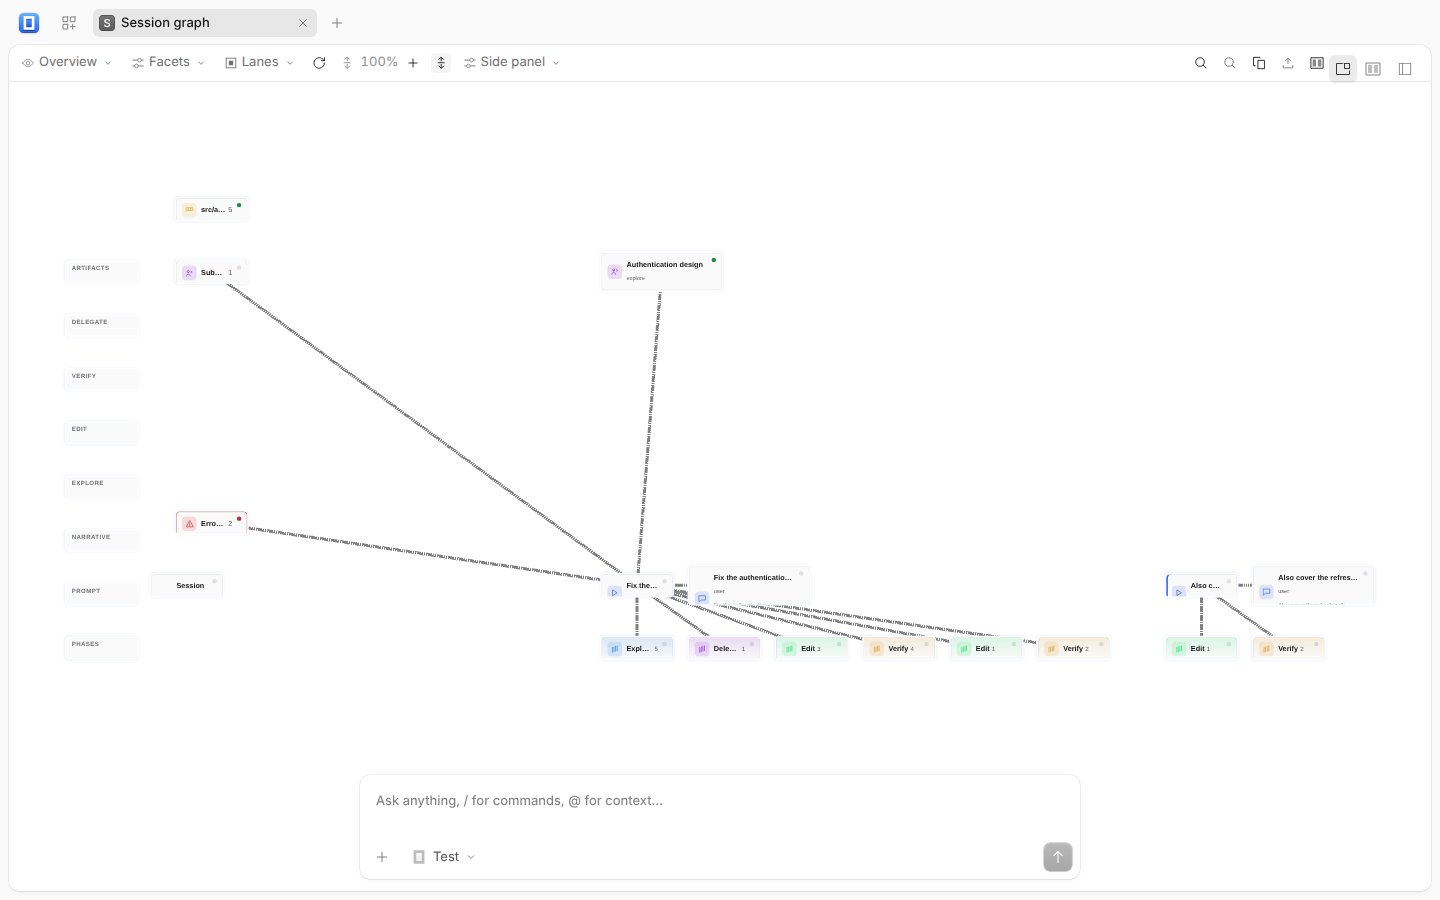 S Session graph
Overview
Facets
Lanes
100%
Side panel
src/a... 5
Sub... 1
Authentication design
explore
ARTIFACTS
DELEGATE
VERIFY
EDIT
EXPLORE
NARRATIVE
PROMPT
PHASES
Erro... 2
Session
Fix the...
Fix the authenticatio...
user
Also c...
Also cover the refres...
user
Expl... 5
Dele... 1
Edit 3
Verify 4
Edit 1
Verify 2
Edit 1
Verify 2
Ask anything, / for commands, @ for context...
Test